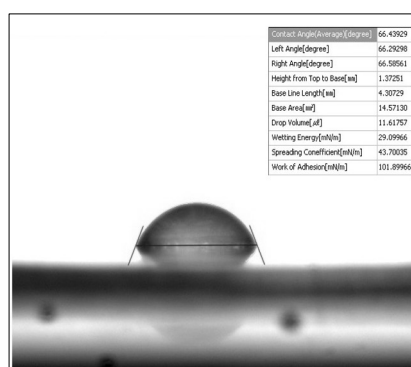 Contact Angle(Average)[degree] 66.43929
Left Angle[degree] 66.29298
Right Angle[degree] 66.58561
Height from Top to Base[mm] 1.37251
Base Line Length[mm] 4.30729
Base Area[mm²] 14.57130
Drop Volume[㎕] 11.61757
Wetting Energy[mN/m] 29.09966
Spreading Conefficient[mN/m] 43.70035
Work of Adhesion[mN/m] 101.89966